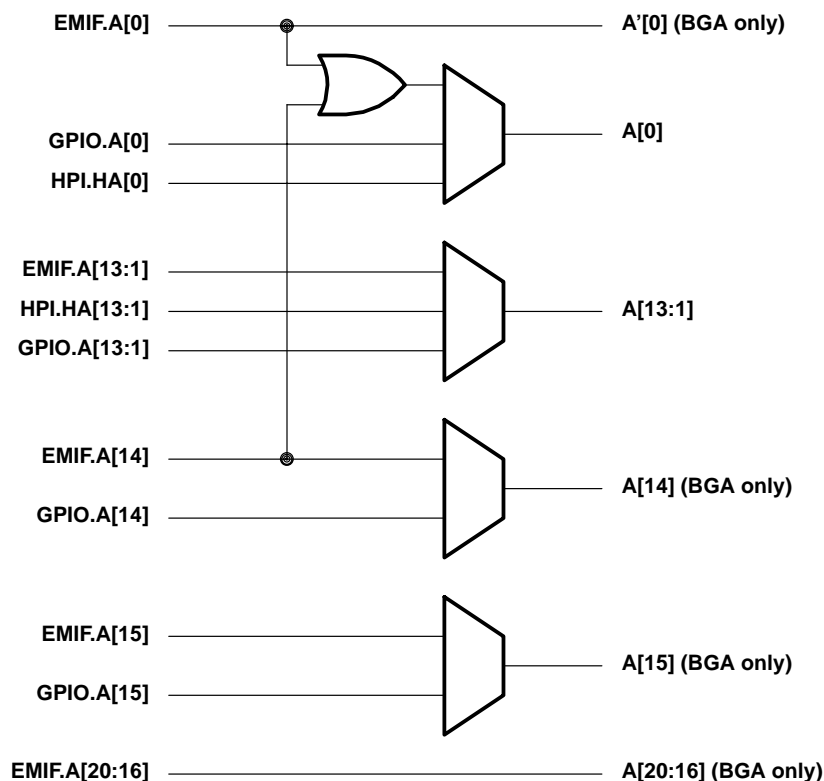 EMIF.A[0]
A’[0] (BGA only)
GPIO.A[0]
A[0]
HPI.HA[0]
EMIF.A[13:1]
HPI.HA[13:1]
A[13:1]
GPIO.A[13:1]
EMIF.A[14]
A[14] (BGA only)
GPIO.A[14]
EMIF.A[15]
A[15] (BGA only)
GPIO.A[15]
EMIF.A[20:16]
A[20:16] (BGA only)